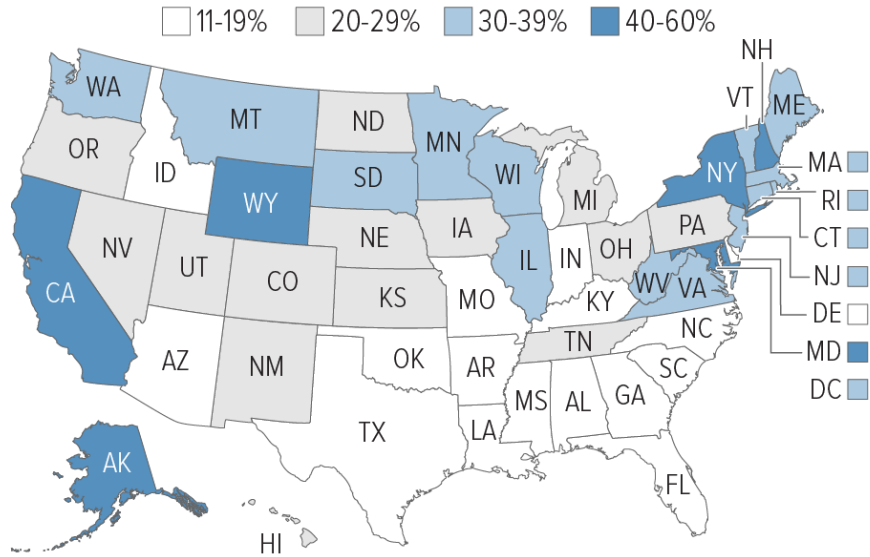 11-19% 20-29% 30-39% 40-60%
NH
WA MT ND MN VT ME
OR ID SD WI NY MA
WY MI RI
NV UT CO NE IA IL IN OH PA CT
CA KS MO KY WV VA NJ
AZ NM OK AR TN NC DE
TX LA MS AL GA SC MD
DC
AK HI FL